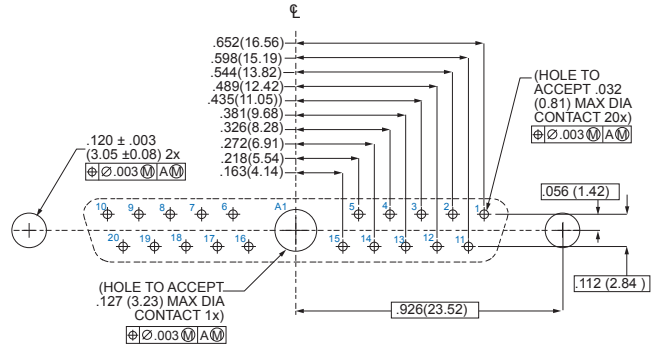 ℄
.652(16.56)
.598(15.19)
.544(13.82)
.489(12.42)
.435(11.05))
.381(9.68)
.326(8.28)
.272(6.91)
.218(5.54)
.163(4.14)
(HOLE TO
ACCEPT .032
(0.81) MAX DIA
CONTACT 20x)
⌖ ∅.003 Ⓜ AⓂ
.120 ± .003
(3.05 ±0.08) 2x
⌖ ∅.003 Ⓜ AⓂ
.056 (1.42)
10 9 8 7 6 A1 5 4 3 2 1
20 19 18 17 16 15 14 13 12 11
.112 (2.84 )
(HOLE TO ACCEPT
.127 (3.23) MAX DIA
CONTACT 1x)
⌖ ∅.003 Ⓜ AⓂ
.926(23.52)